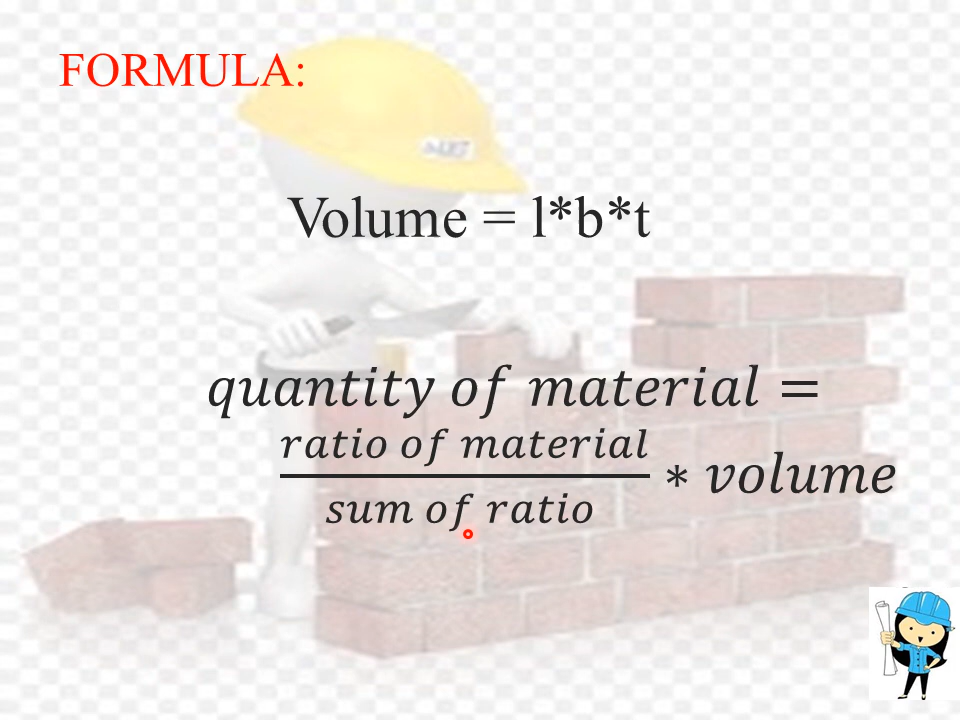 FORMULA:
Volume = l*b*t
quantity of material =
ratio of material
sum of ratio
∗ volume